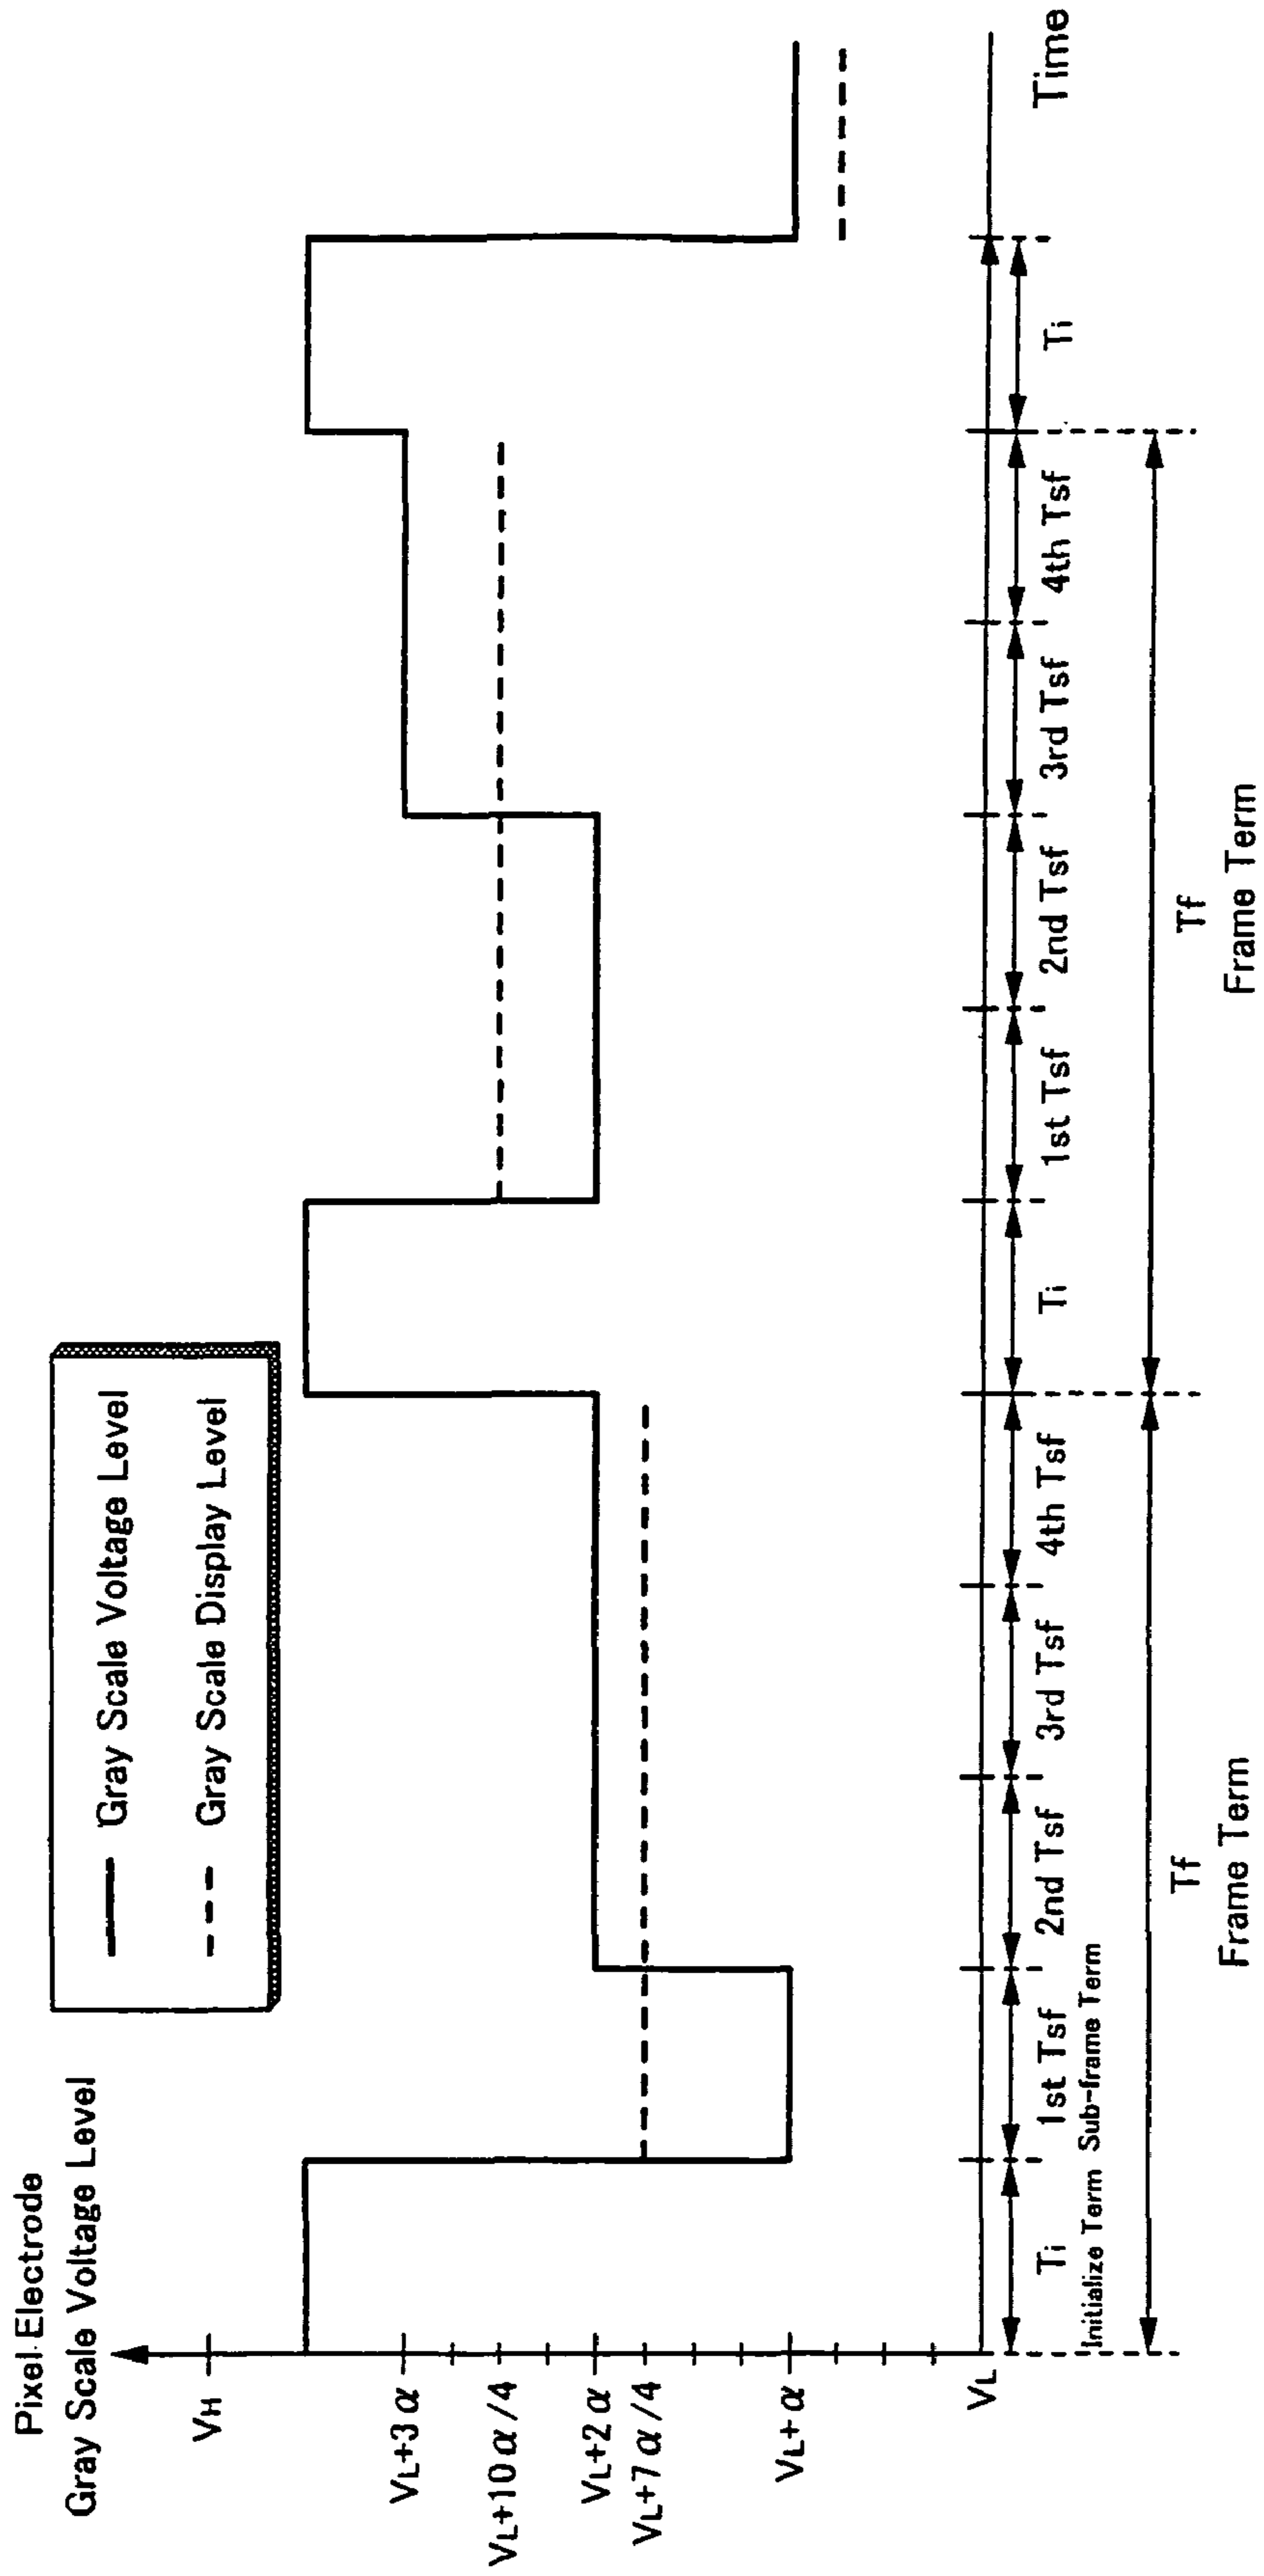 Pixel Electrode
Gray Scale Voltage Level
Gray Scale Voltage Level
Gray Scale Display Level
VH
VL+3α
VL+10α/4
VL+2α
VL+7α/4
VL+α
VL
Ti
1st Tsf
2nd Tsf
3rd Tsf
4th Tsf
Ti
1st Tsf
2nd Tsf
3rd Tsf
4th Tsf
Ti
Time
Initialize Term
Sub-frame Term
Tf
Frame Term
Tf
Frame Term